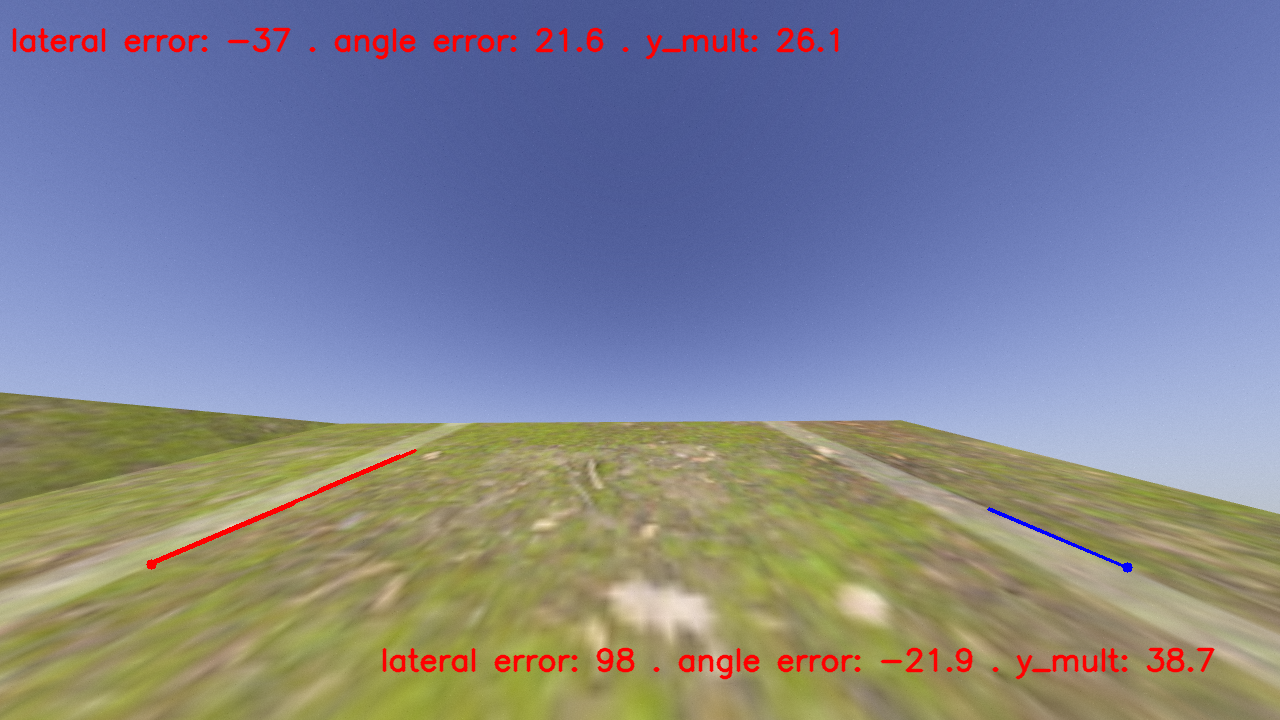 lateral error: -37 . angle error: 21.6 . y_mult: 26.1
lateral error: 98 . angle error: -21.9 . y_mult: 38.7